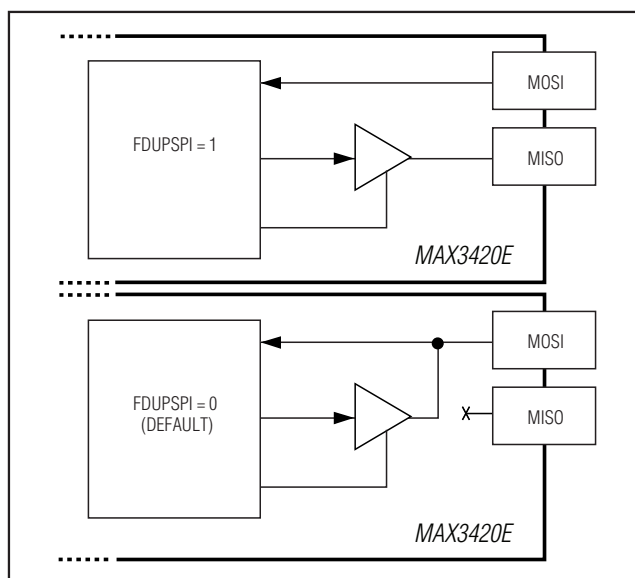 MOSI
FDUPSPI = 1
MISO
MAX3420E
MOSI
FDUPSPI = 0
(DEFAULT)
MISO
MAX3420E